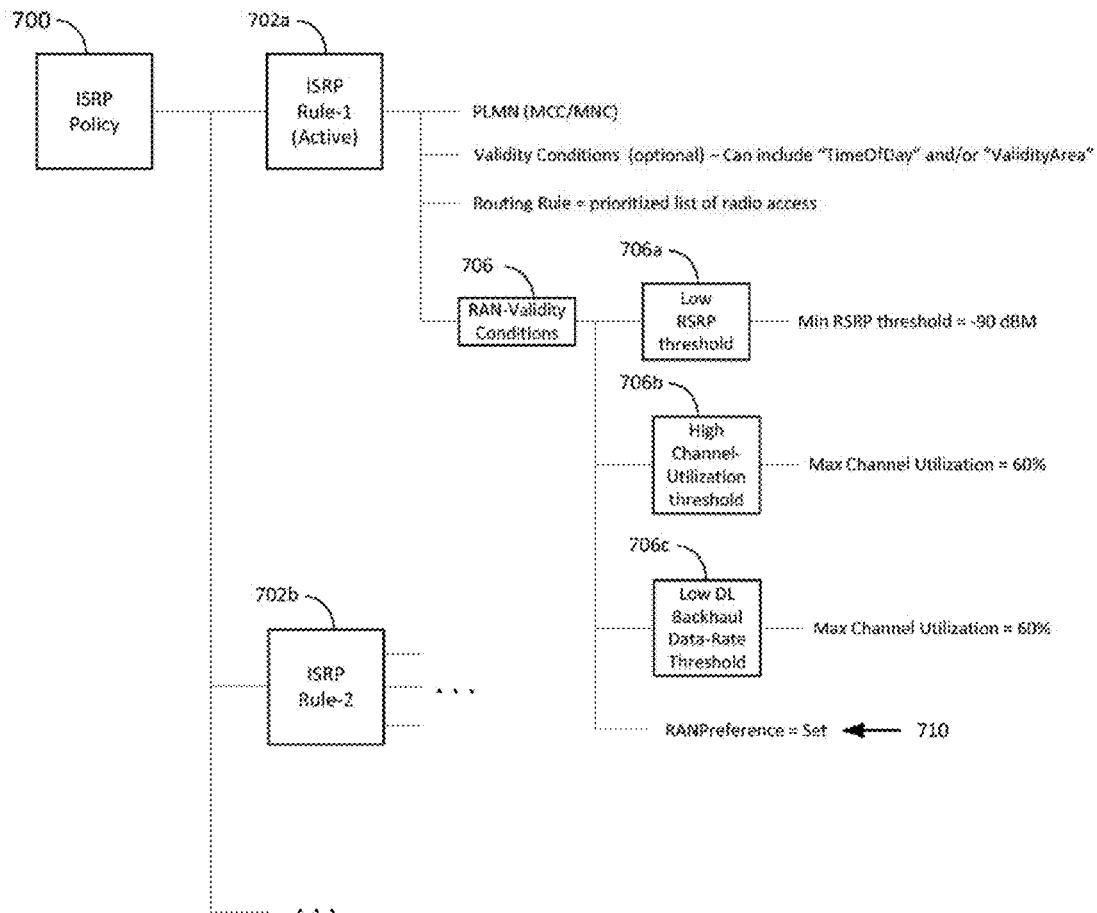 700
702a
ISRP
Policy
ISRP
Rule-1
(Active)
PLMN (MCC/MNC)
Validity Conditions (optional) – Can include "TimeOfDay" and/or "ValidityArea"
Routing Rule = prioritized list of radio access
706
RAN-Validity
Conditions
706a
Low
RSRP
threshold
Min RSRP threshold = -90 dBM
706b
High
Channel-
Utilization
threshold
Max Channel Utilization = 60%
706c
Low DL
Backhaul
Data-Rate
Threshold
Max Channel Utilization = 60%
702b
ISRP
Rule-2
. . .
RANPreference = Set
710
. . .